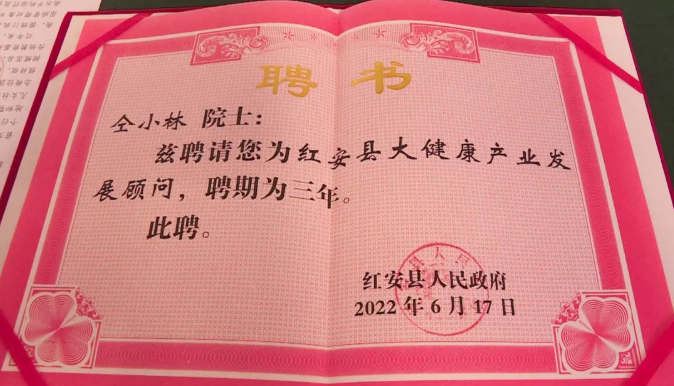 聘书
仝小林 院士：
兹聘请您为红安县大健康产业发
展顾问，聘期为三年。
此聘。
红安县人民政府
2022年6月17日